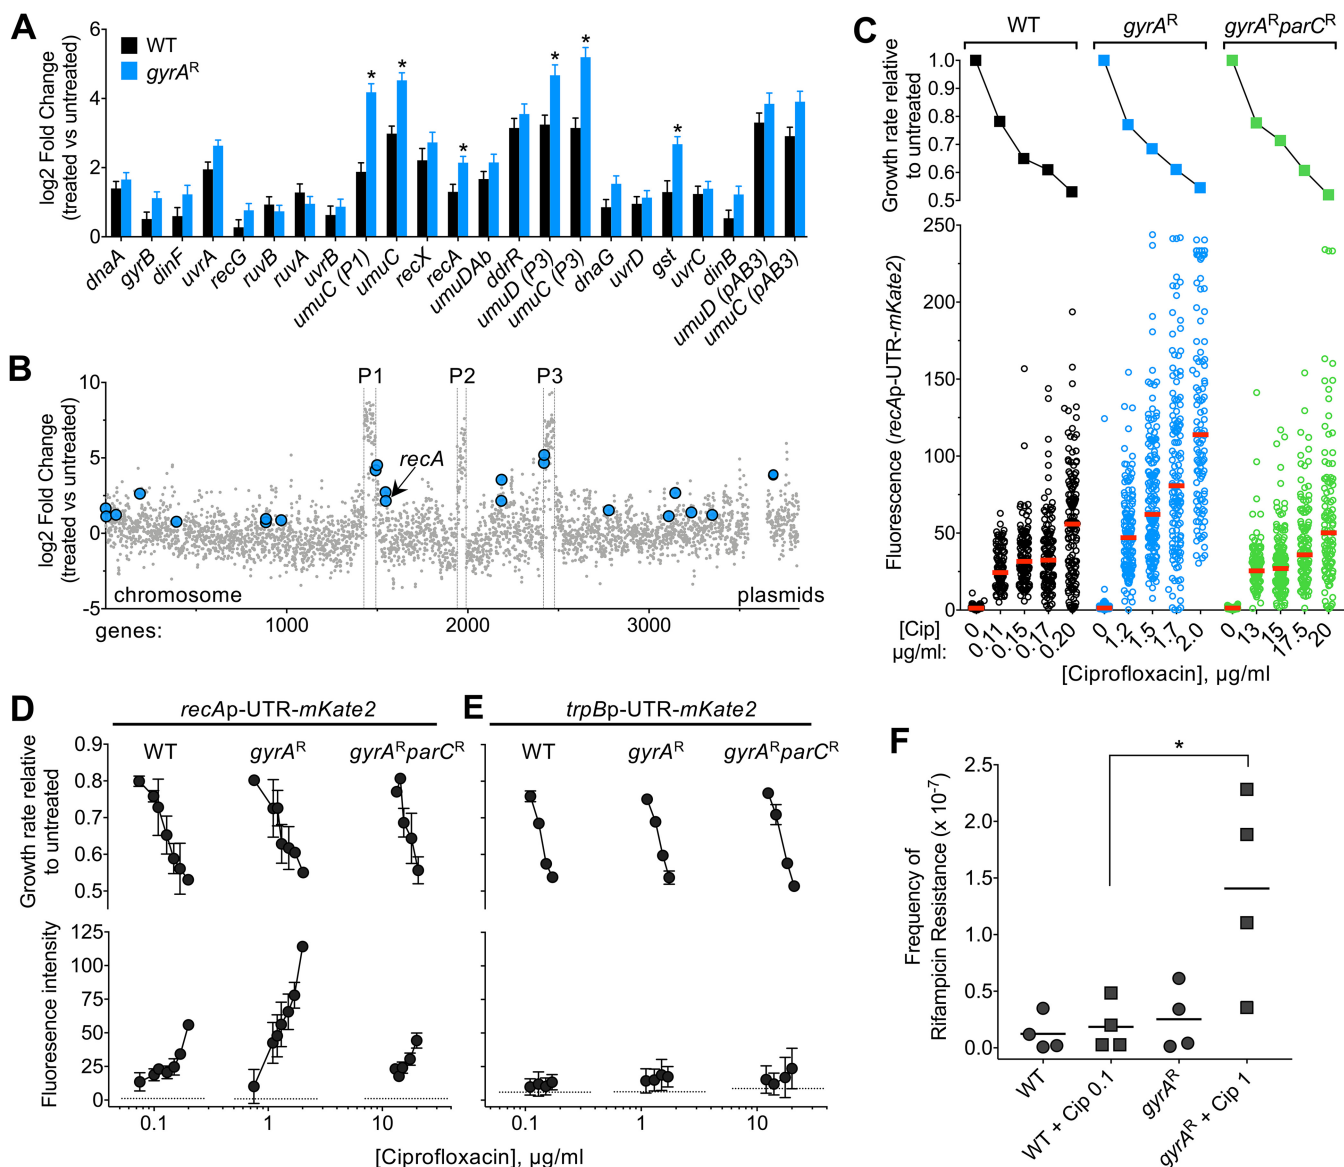 A
6
4
2
0
log2 Fold Change
(treated vs untreated)
WT
gyrAR
* * * * * *
dnaA
gyrB
dinF
uvrA
recG
ruvB
ruvA
uvrB
umuC (P1)
umuC
recX
recA
umuDAb
ddrR
umuD (P3)
umuC (P3)
dnaG
uvrD
gst
uvrC
dinB
umuD (pAB3)
umuC (pAB3)
B
10
5
0
−5
log2 Fold Change
(treated vs untreated)
P1 P2 P3
recA
chromosome plasmids
genes: 1000 2000 3000
C
WT gyrAR gyrARparCR
Growth rate relative
to untreated
1.0
0.9
0.8
0.7
0.6
0.5
250
200
150
100
50
0
Fluorescence (recAp-UTR-mKate2)
[Cip]
µg/ml:
0 0.11 0.15 0.17 0.20 0 1.2 1.5 1.7 2.0 0 13 15 17.5 20
[Ciprofloxacin], µg/ml
D
recAp-UTR-mKate2
WT gyrAR gyrARparCR
Growth rate relative
to untreated
0.9
0.8
0.7
0.6
0.5
Fluorescence intensity
125
100
75
50
25
0
0.1 1 10
E
trpBp-UTR-mKate2
WT gyrAR gyrARparCR
0.1 1 10
[Ciprofloxacin], µg/ml
F
*
Frequency of
Rifampicin Resistance (x 10-7)
2.5
2.0
1.5
1.0
0.5
0.0
WT
WT + Cip 0.1
gyrAR
gyrAR + Cip 1